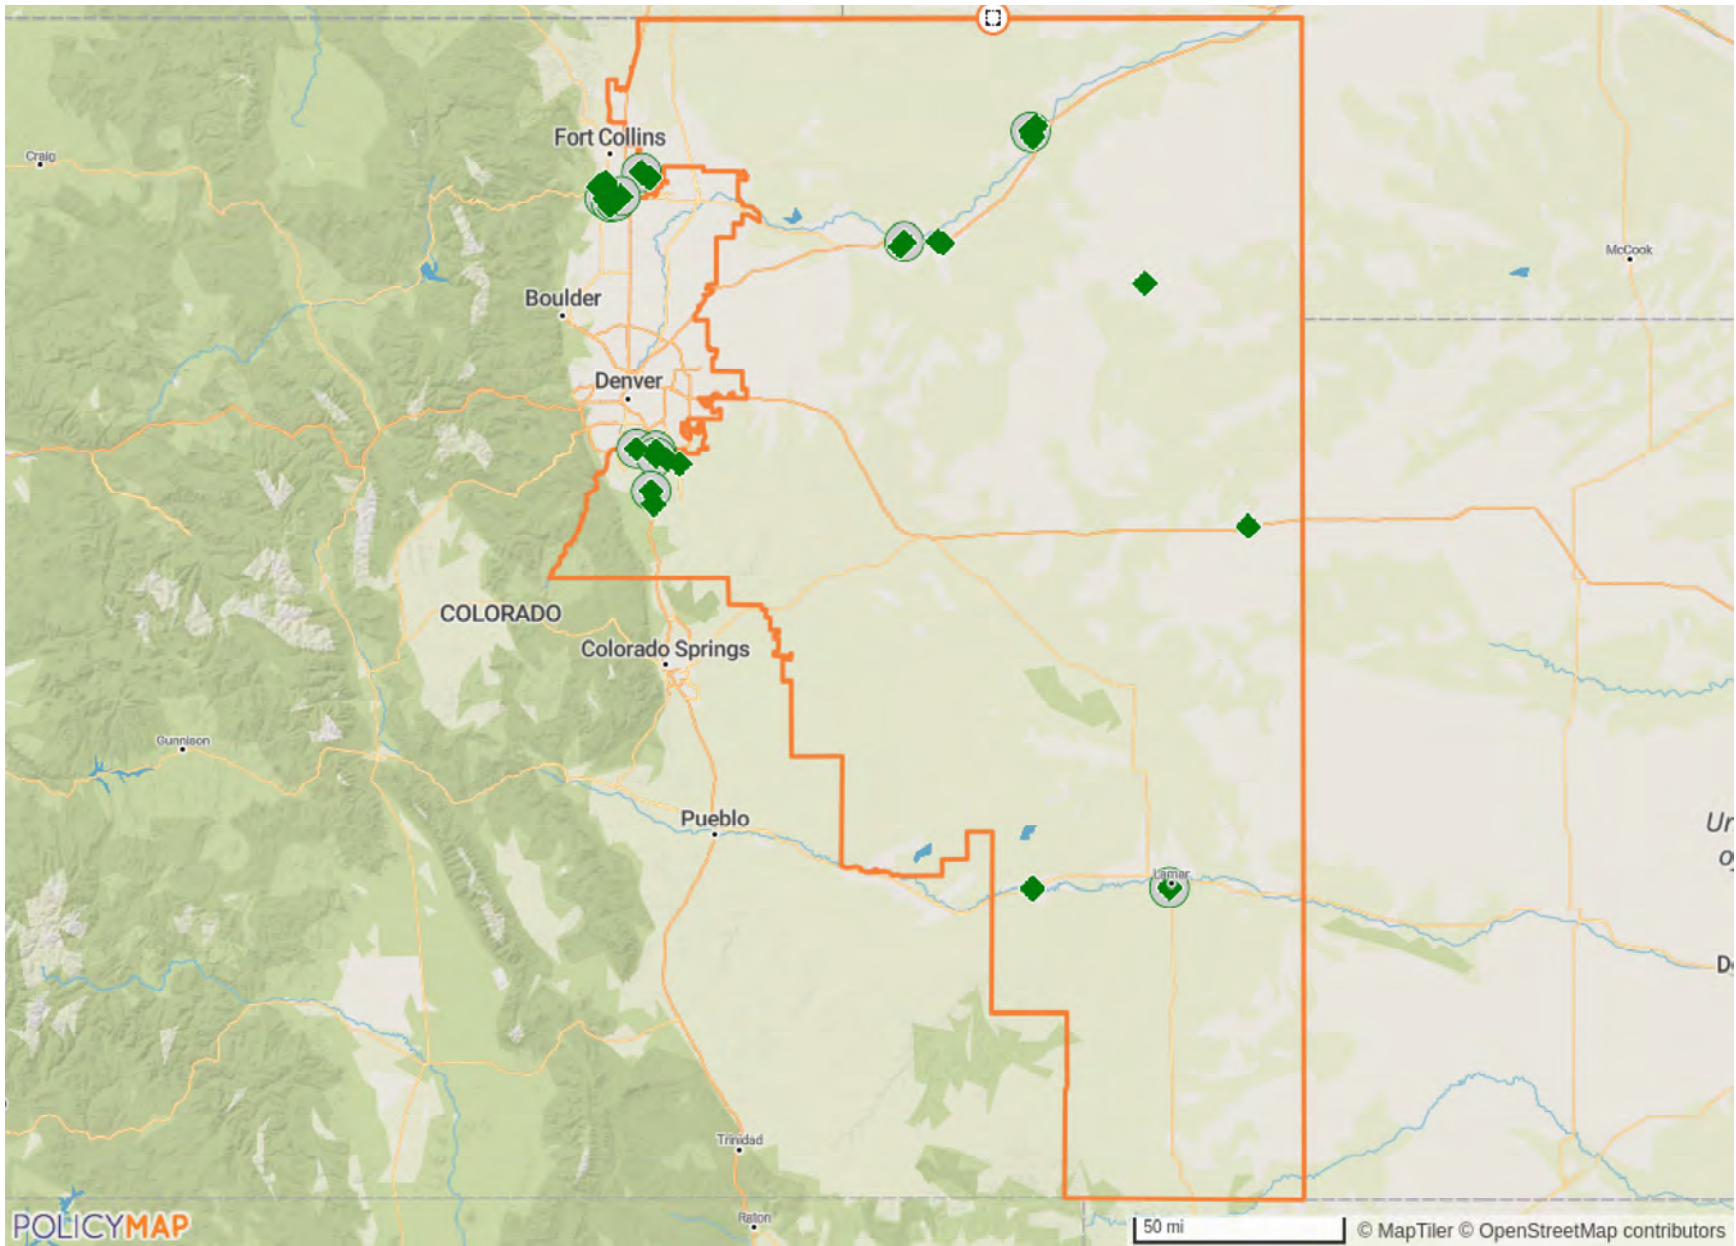 Fort Collins
Craig
McCook
Boulder
Denver
COLORADO
Colorado Springs
Gunnison
Pueblo
Ur
Lamar
Trinidad
Raton
POLICYMAP
50 mi
© MapTiler © OpenStreetMap contributors